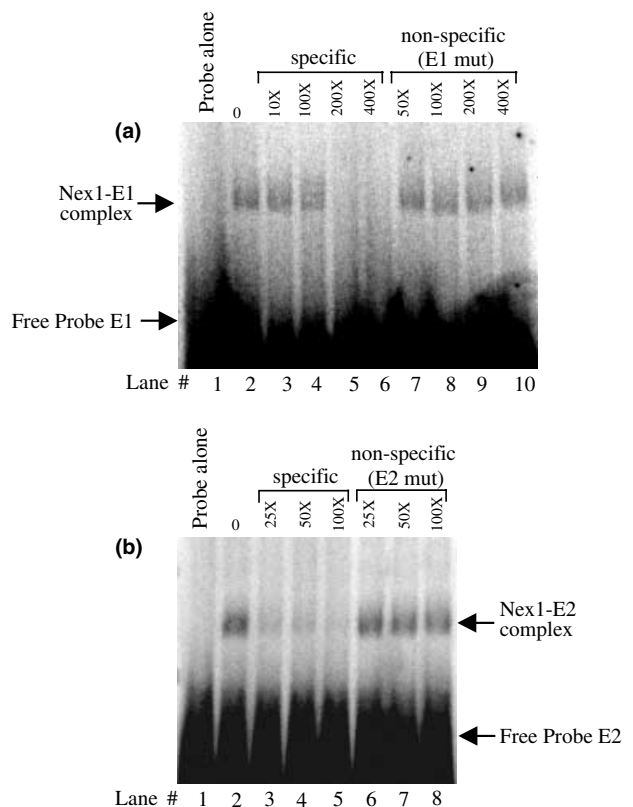 non-specific
(E1 mut)
specific
Probe alone
0
10X
100X
200X
400X
50X
100X
200X
400X
(a)
Nex1-E1
complex
Free Probe E1
Lane # 1 2 3 4 5 6 7 8 9 10
non-specific
(E2 mut)
specific
Probe alone
0
25X
50X
100X
25X
50X
100X
(b)
Nex1-E2
complex
Free Probe E2
Lane # 1 2 3 4 5 6 7 8